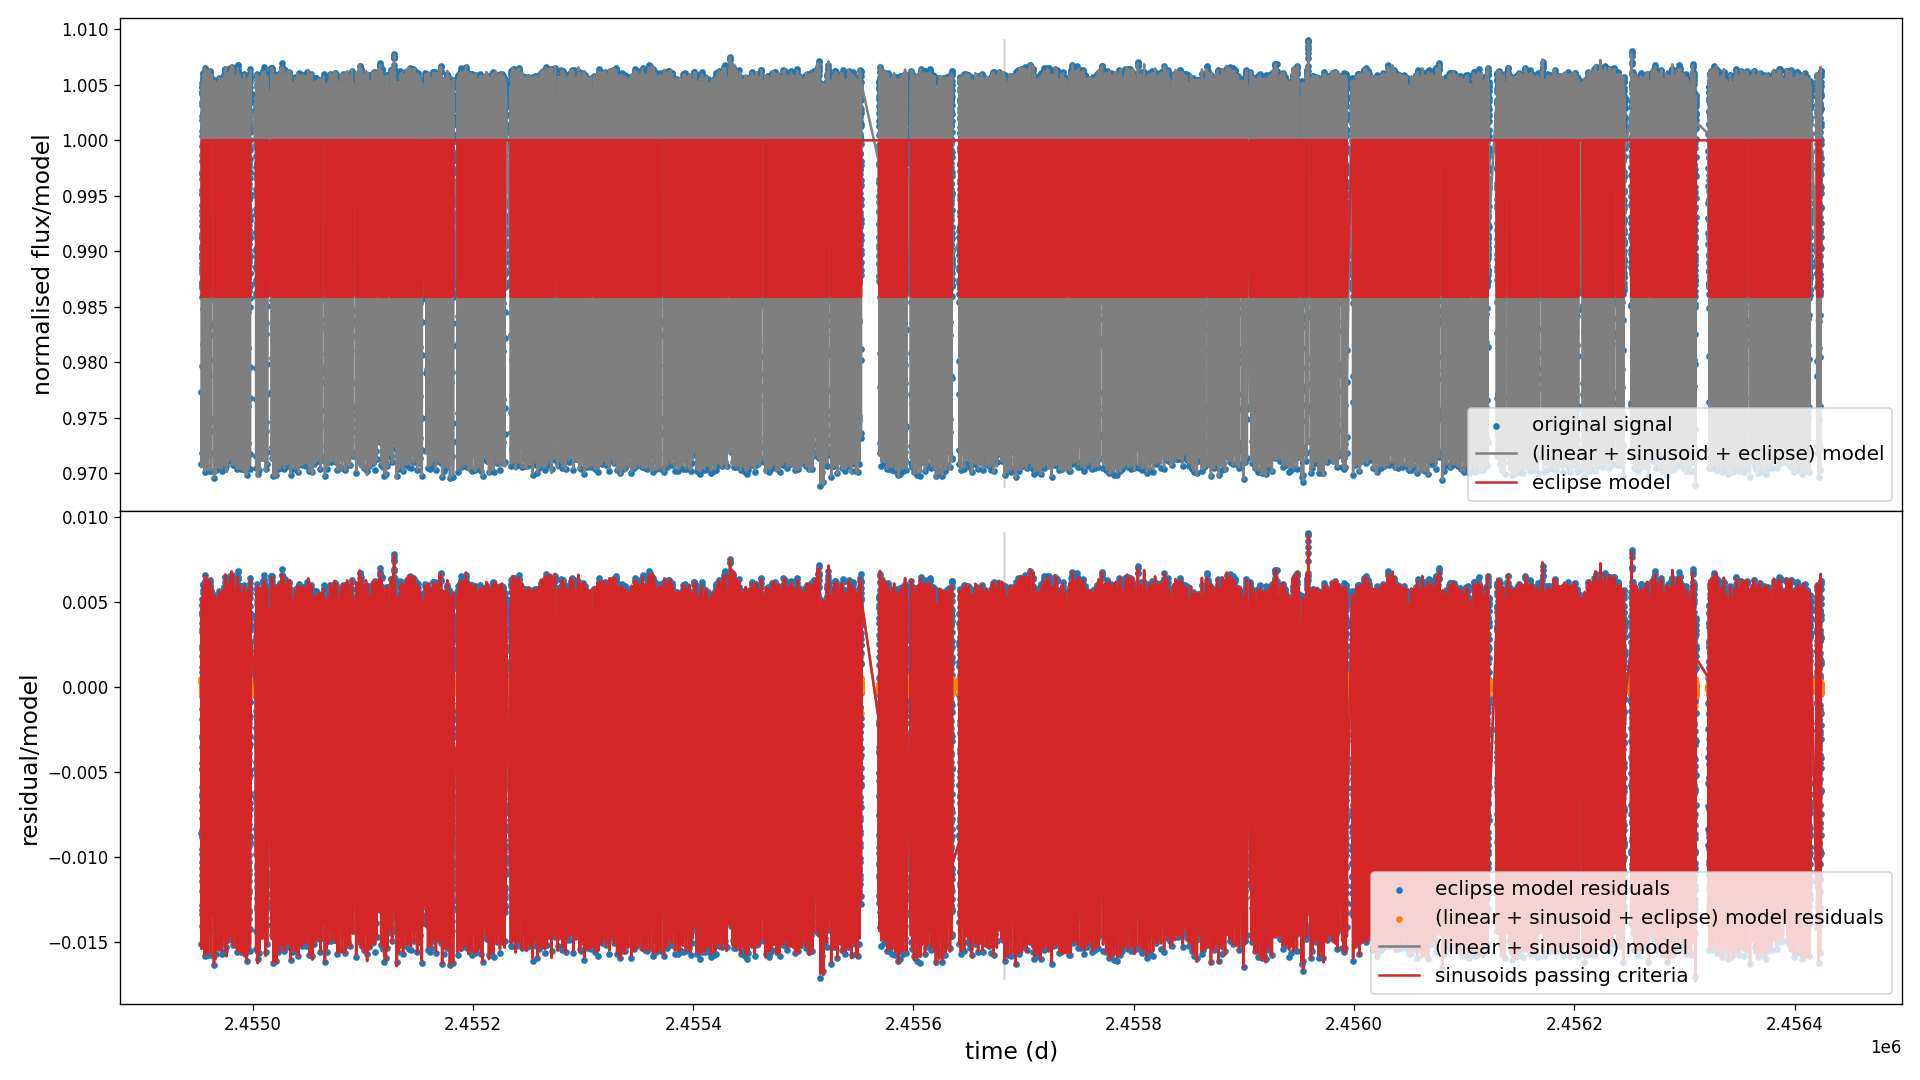 1.010
1.005
1.000
0.995
0.990
0.985
0.980
0.975
0.970
normalised flux/model
original signal
(linear + sinusoid + eclipse) model
eclipse model
0.010
0.005
0.000
−0.005
−0.010
−0.015
residual/model
eclipse model residuals
(linear + sinusoid + eclipse) model residuals
(linear + sinusoid) model
sinusoids passing criteria
2.4550 2.4552 2.4554 2.4556 2.4558 2.4560 2.4562 2.4564
1e6
time (d)